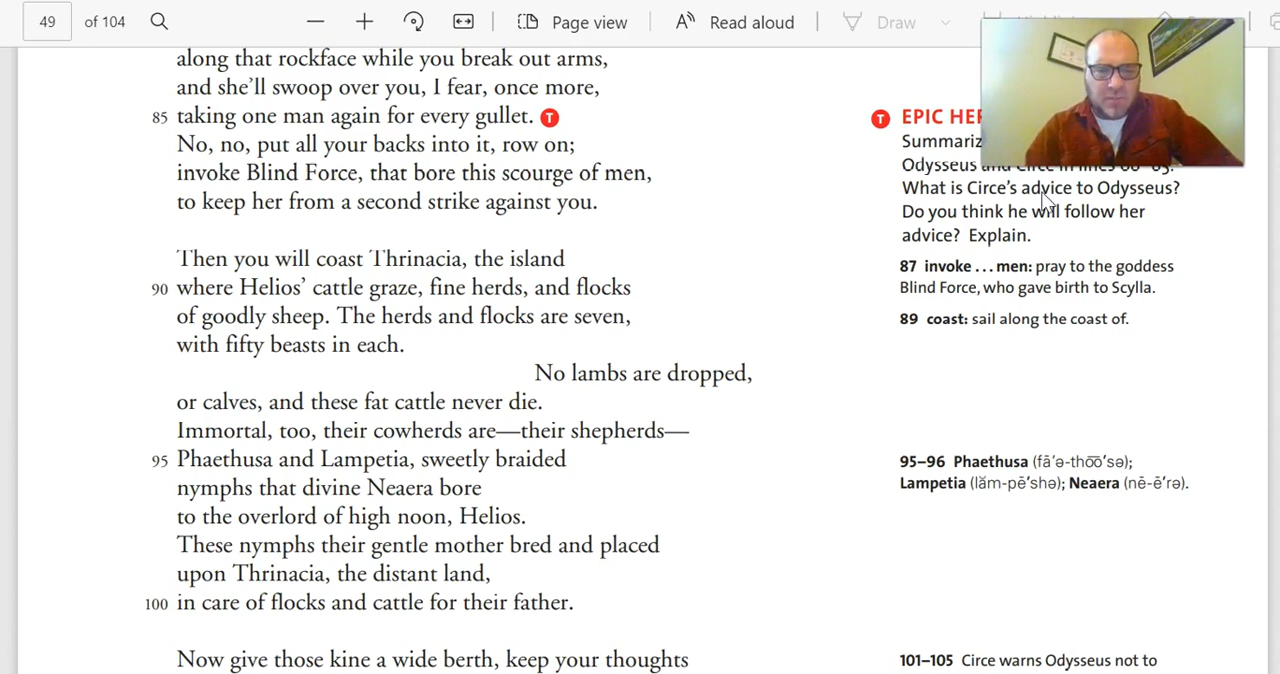 49 of 104 Page view Read aloud Draw
along that rockface while you break out arms,
and she'll swoop over you, I fear, once more,
85 taking one man again for every gullet. T
No, no, put all your backs into it, row on;
invoke Blind Force, that bore this scourge of men,
to keep her from a second strike against you.
Then you will coast Thrinacia, the island
90 where Helios' cattle graze, fine herds, and flocks
of goodly sheep. The herds and flocks are seven,
with fifty beasts in each.
No lambs are dropped,
or calves, and these fat cattle never die.
Immortal, too, their cowherds are—their shepherds—
95 Phaethusa and Lampetia, sweetly braided
nymphs that divine Neaera bore
to the overlord of high noon, Helios.
These nymphs their gentle mother bred and placed
upon Thrinacia, the distant land,
100 in care of flocks and cattle for their father.
Now give those kine a wide berth, keep your thoughts
T EPIC
Odysseus and Circe in lines
What is Circe's advice to Odysseus?
Do you think he will follow her
advice? Explain.
87 invoke . . . men: pray to the goddess
Blind Force, who gave birth to Scylla.
89 coast: sail along the coast of.
95–96 Phaethusa (fā′ə-tho͞o′sə);
Lampetia (lăm-pē′shə); Neaera (nē-ē′rə).
101–105 Circe warns Odysseus not to